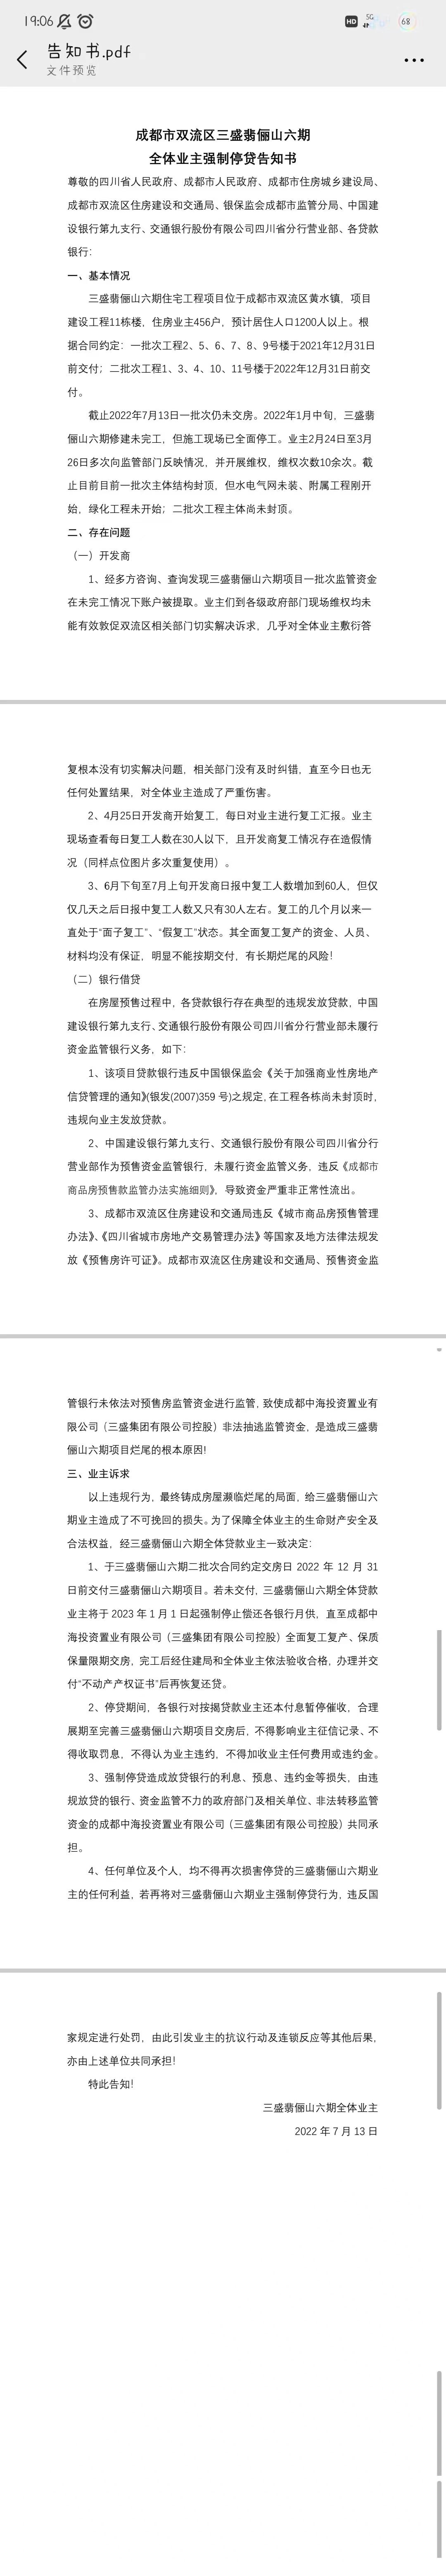 19:06
HD
5G
68
告知书.pdf
文件预览
成都市双流区三盛翡俪山六期
全体业主强制停贷告知书
尊敬的四川省人民政府、成都市人民政府、成都市住房城乡建设局、
成都市双流区住房建设和交通局、银保监会成都市监管分局、中国建
设银行第九支行、交通银行股份有限公司四川省分行营业部、各贷款
银行：
一、基本情况
三盛翡俪山六期住宅工程项目位于成都市双流区黄水镇，项目
建设工程11栋楼，住房业主456户，预计居住人口1200人以上。根
据合同约定：一批次工程2、5、6、7、8、9号楼于2021年12月31日
前交付；二批次工程1、3、4、10、11号楼于2022年12月31日前交
付。
截止2022年7月13日一批次仍未交房。2022年1月中旬，三盛翡
俪山六期修建未完工，但施工现场已全面停工。业主2月24日至3月
26日多次向监管部门反映情况，并开展维权，维权次数10余次。截
止目前目前一批次主体结构封顶，但水电气网未装、附属工程刚开
始，绿化工程未开始；二批次工程主体尚未封顶。
二、存在问题
（一）开发商
1、经多方咨询、查询发现三盛翡俪山六期项目一批次监管资金
在未完工情况下账户被提取。业主们到各级政府部门现场维权均未
能有效敦促双流区相关部门切实解决诉求，几乎对全体业主敷衍答
复根本没有切实解决问题，相关部门没有及时纠错，直至今日也无
任何处置结果，对全体业主造成了严重伤害。
2、4月25日开发商开始复工，每日对业主进行复工汇报。业主
现场查看每日复工人数在30人以下，且开发商复工情况存在造假情
况（同样点位图片多次重复使用）。
3、6月下旬至7月上旬开发商日报中复工人数增加到60人，但仅
仅几天之后日报中复工人数又只有30人左右。复工的几个月以来一
直处于“面子复工”、“假复工”状态。其全面复工复产的资金、人员、
材料均没有保证，明显不能按期交付，有长期烂尾的风险！
（二）银行借贷
在房屋预售过程中，各贷款银行存在典型的违规发放贷款，中国
建设银行第九支行、交通银行股份有限公司四川省分行营业部未履行
资金监管银行义务，如下：
1、该项目贷款银行违反中国银保监会《关于加强商业性房地产
信贷管理的通知》(银发(2007)359 号)之规定，在工程各栋尚未封顶时，
违规向业主发放贷款。
2、中国建设银行第九支行、交通银行股份有限公司四川省分行
营业部作为预售资金监管银行，未履行资金监管义务，违反《成都市
商品房预售款监管办法实施细则》，导致资金严重非正常性流出。
3、成都市双流区住房建设和交通局违反《城市商品房预售管理
办法》、《四川省城市房地产交易管理办法》等国家及地方法律法规发
放《预售房许可证》。成都市双流区住房建设和交通局、预售资金监
管银行未依法对预售房监管资金进行监管，致使成都中海投资置业有
限公司（三盛集团有限公司控股）非法抽逃监管资金，是造成三盛翡
俪山六期项目烂尾的根本原因!
三、业主诉求
以上违规行为，最终铸成房屋濒临烂尾的局面，给三盛翡俪山六
期业主造成了不可挽回的损失。为了保障全体业主的生命财产安全及
合法权益，经三盛翡俪山六期全体贷款业主一致决定：
1、于三盛翡俪山六期二批次合同约定交房日 2022 年 12 月 31
日前交付三盛翡俪山六期项目。若未交付，三盛翡俪山六期全体贷款
业主将于 2023 年 1 月 1 日起强制停止偿还各银行月供，直至成都中
海投资置业有限公司（三盛集团有限公司控股）全面复工复产、保质
保量限期交房，完工后经住建局和全体业主依法验收合格，办理并交
付“不动产产权证书”后再恢复还贷。
2、停贷期间，各银行对按揭贷款业主还本付息暂停催收，合理
展期至完善三盛翡俪山六期项目交房后，不得影响业主征信记录、不
得收取罚息，不得认为业主违约，不得加收业主任何费用或违约金。
3、强制停贷造成放贷银行的利息、预息、违约金等损失，由违
规放贷的银行、资金监管不力的政府部门及相关单位、非法转移监管
资金的成都中海投资置业有限公司（三盛集团有限公司控股）共同承
担。
4、任何单位及个人，均不得再次损害停贷的三盛翡俪山六期业
主的任何利益，若再将对三盛翡俪山六期业主强制停贷行为，违反国
家规定进行处罚，由此引发业主的抗议行动及连锁反应等其他后果，
亦由上述单位共同承担！
特此告知！
三盛翡俪山六期全体业主
2022 年 7 月 13 日